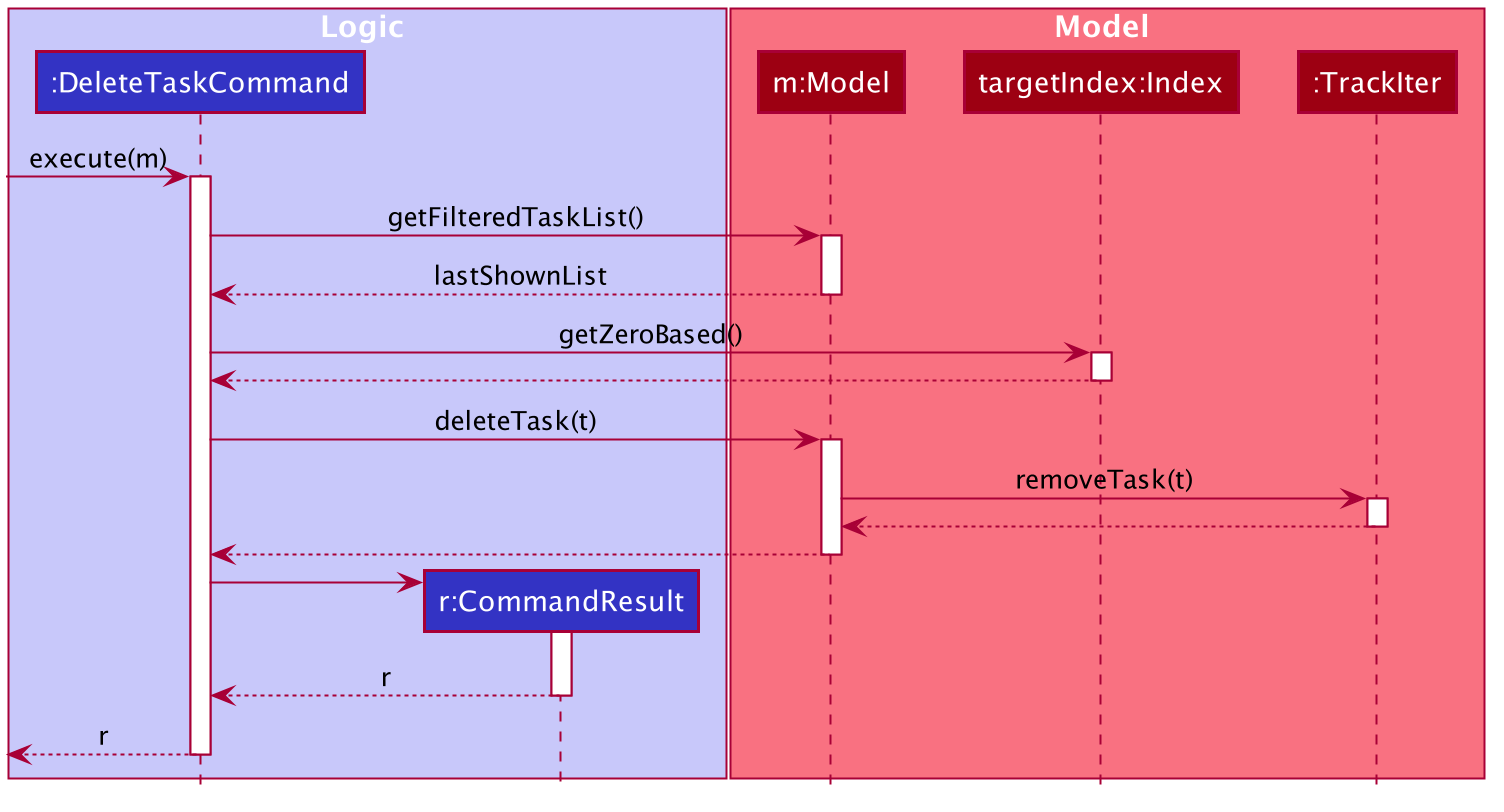 Logic
Model
:DeleteTaskCommand
m:Model
targetIndex:Index
:TrackIter
execute(m)
getFilteredTaskList()
lastShownList
getZeroBased()
deleteTask(t)
removeTask(t)
r:CommandResult
r
r